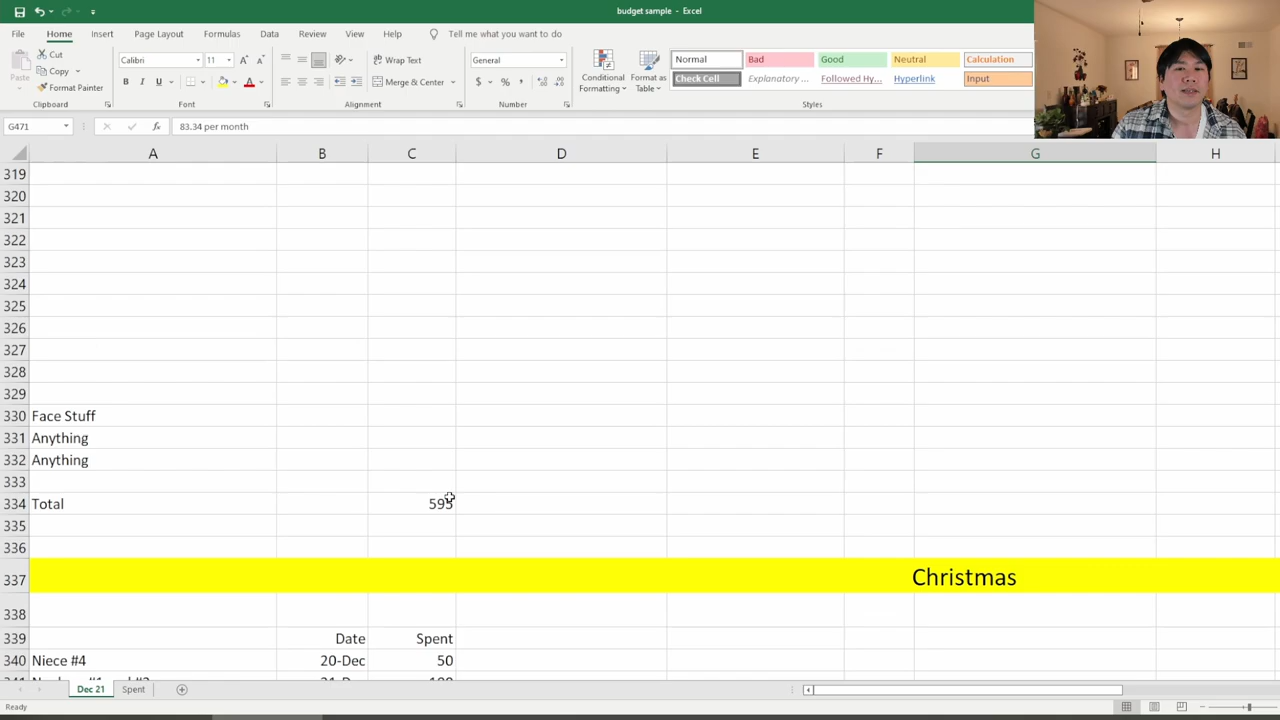 budget sample - Excel
File Home Insert Page Layout Formulas Data Review View Help Tell me what you want to do
Paste
Cut
Copy
Format Painter
Clipboard
Calibri 11
B I U
Font
Wrap Text
Merge & Center
Alignment
General
$ % ,
Number
Conditional Formatting
Format as Table
Normal Bad Good Neutral Calculation
Check Cell Explanatory ... Followed Hy... Hyperlink Input
Styles
G471 fx 83.34 per month
A B C D E F G H
319
320
321
322
323
324
325
326
327
328
329
330 Face Stuff
331 Anything
332 Anything
333
334 Total 595
335
336
337 Christmas
338
339 Date Spent
340 Niece #4 20-Dec 50
Dec 21 Spent
Ready